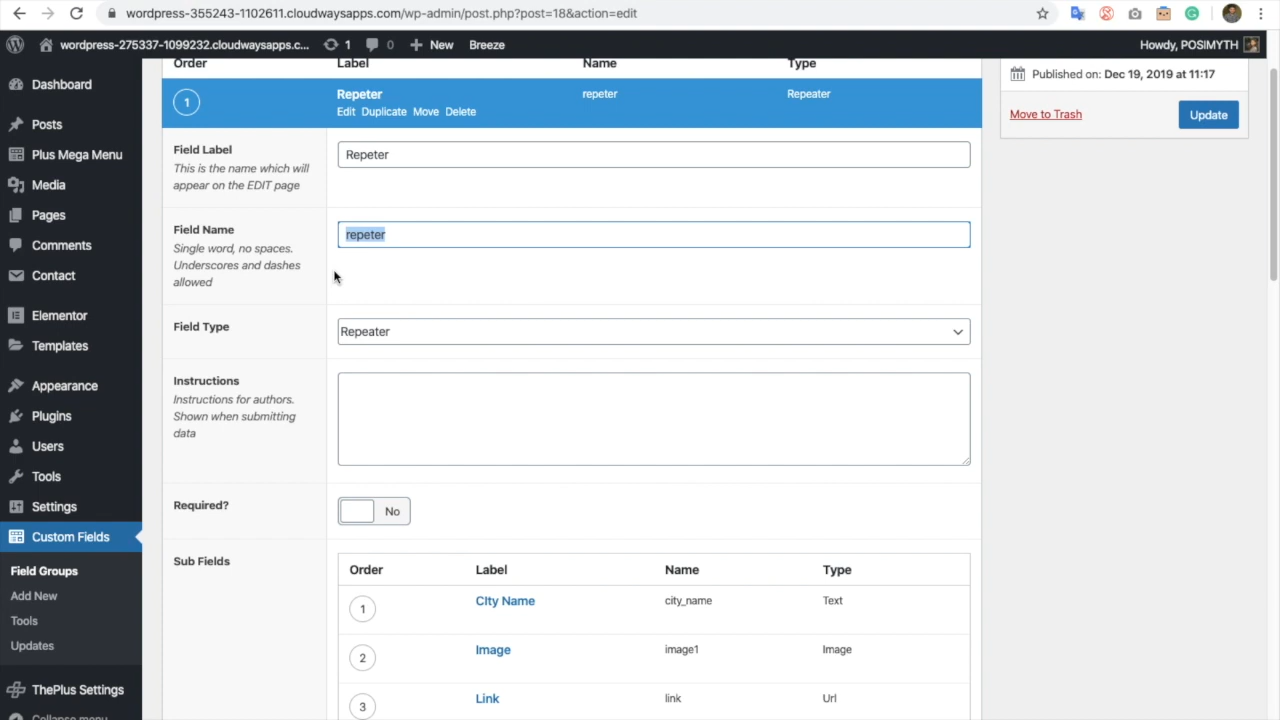 wordpress-355243-1102611.cloudwaysapps.com/wp-admin/post.php?post=18&action=edit
wordpress-275337-1099232.cloudwaysapps.c... 1 0 New Breeze Howdy, POSIMYTH
Dashboard
Posts
Plus Mega Menu
Media
Pages
Comments
Contact
Elementor
Templates
Appearance
Plugins
Users
Tools
Settings
Custom Fields
Field Groups
Add New
Tools
Updates
ThePlus Settings
Collapse menu
Order Label Name Type
1 Repeter repeter Repeater
Edit Duplicate Move Delete
Field Label
This is the name which will
appear on the EDIT page
Repeter
Field Name
Single word, no spaces.
Underscores and dashes
allowed
repeter
Field Type
Repeater
Instructions
Instructions for authors.
Shown when submitting
data
Required?
No
Sub Fields
Order Label Name Type
1 CIty Name city_name Text
2 Image image1 Image
3 Link link Url
Published on: Dec 19, 2019 at 11:17
Move to Trash
Update